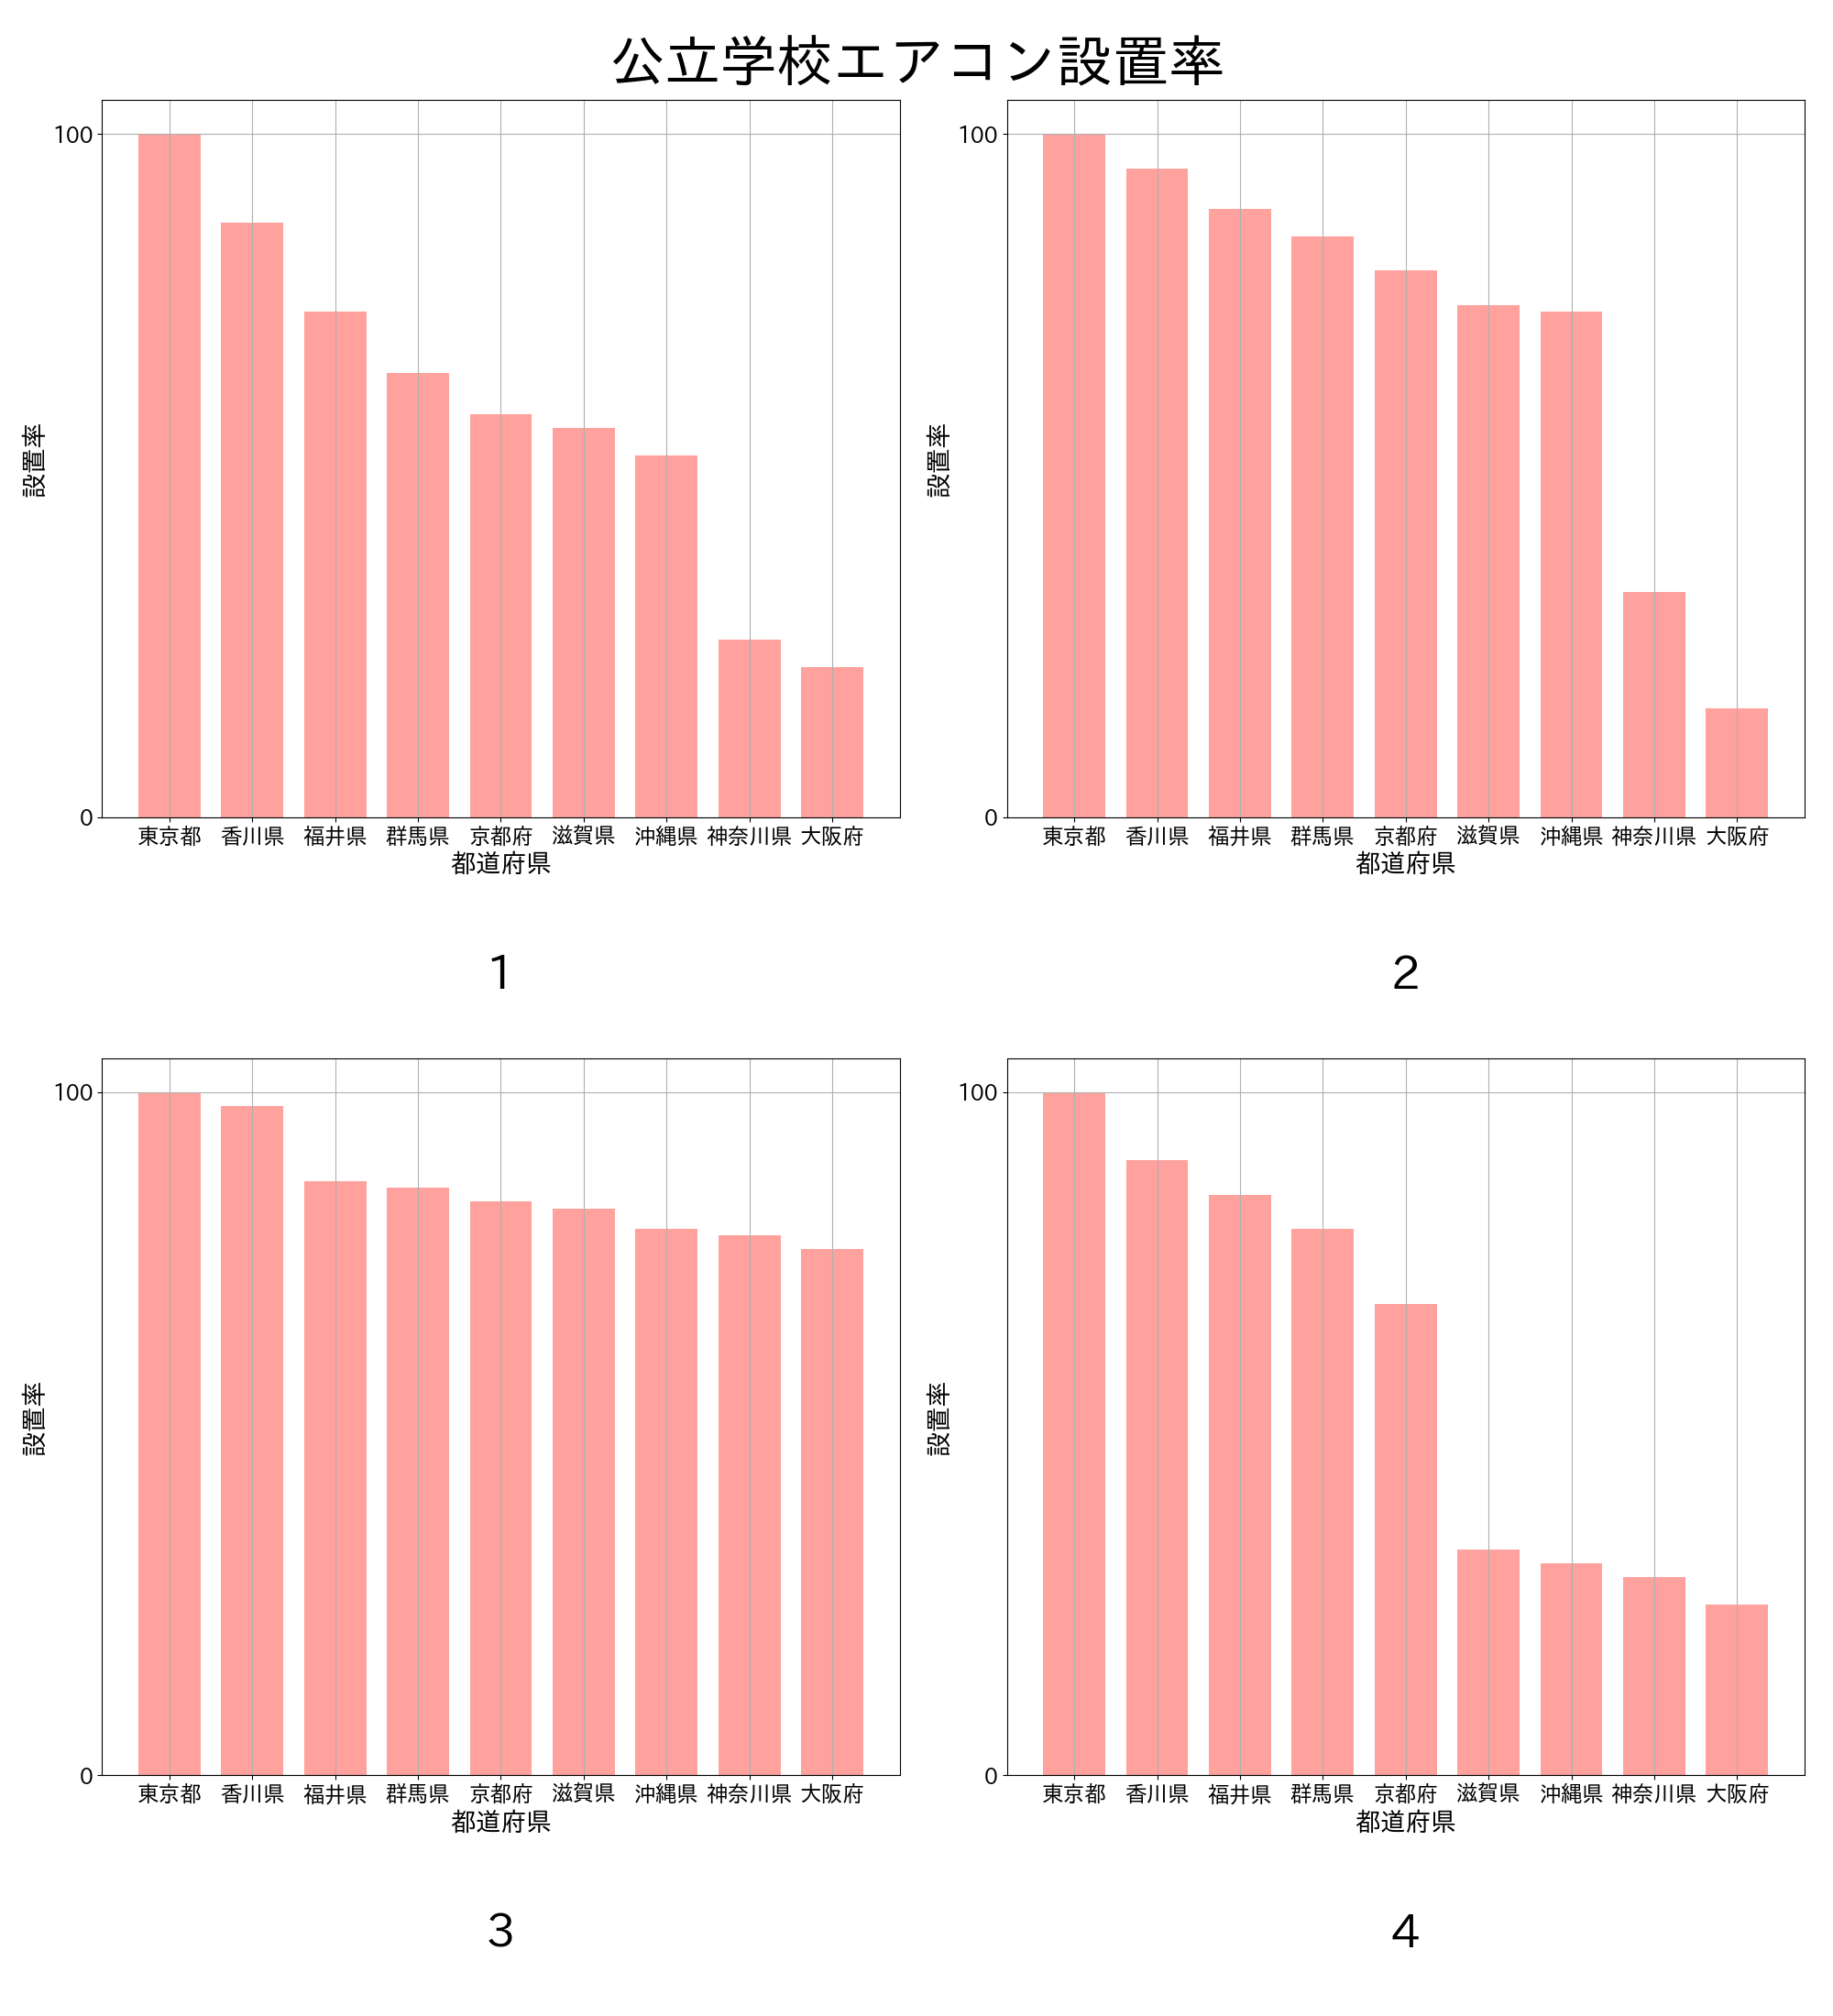 公立学校エアコン設置率
100
0
設置率
東京都 香川県 福井県 群馬県 京都府 滋賀県 沖縄県 神奈川県 大阪府
都道府県
1
100
0
設置率
東京都 香川県 福井県 群馬県 京都府 滋賀県 沖縄県 神奈川県 大阪府
都道府県
2
100
0
設置率
東京都 香川県 福井県 群馬県 京都府 滋賀県 沖縄県 神奈川県 大阪府
都道府県
3
100
0
設置率
東京都 香川県 福井県 群馬県 京都府 滋賀県 沖縄県 神奈川県 大阪府
都道府県
4